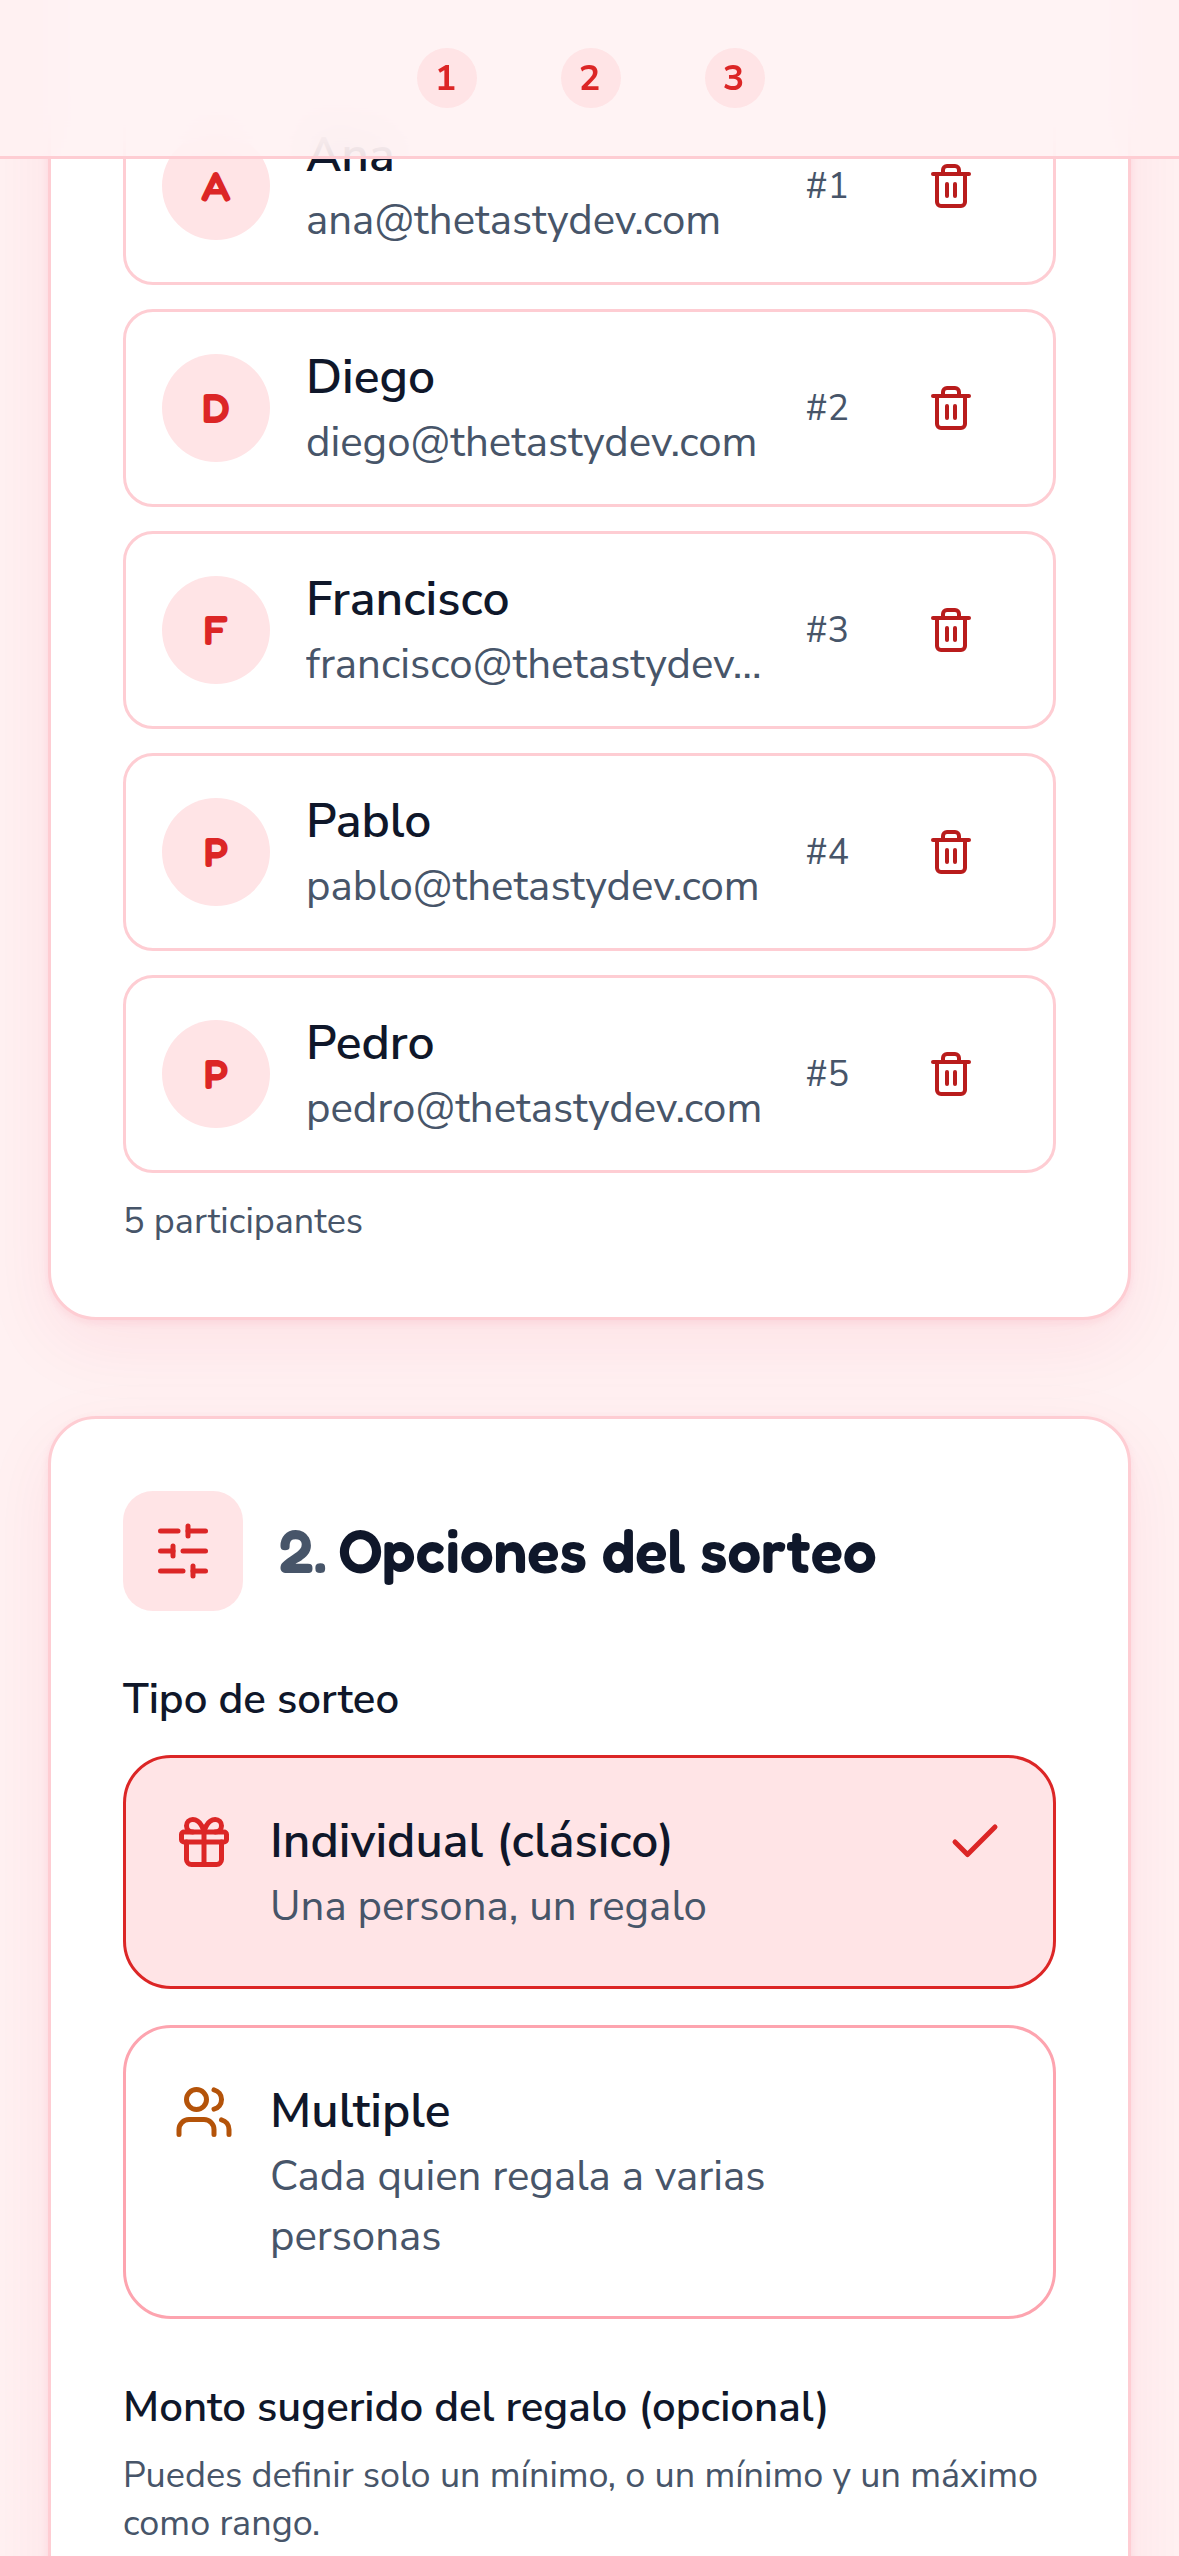 1 2 3
A
Ana
ana@thetastydev.com
#1
D
Diego
diego@thetastydev.com
#2
F
Francisco
francisco@thetastydev...
#3
P
Pablo
pablo@thetastydev.com
#4
P
Pedro
pedro@thetastydev.com
#5
5 participantes
2. Opciones del sorteo
Tipo de sorteo
Individual (clásico)
Una persona, un regalo
Multiple
Cada quien regala a varias
personas
Monto sugerido del regalo (opcional)
Puedes definir solo un mínimo, o un mínimo y un máximo
como rango.